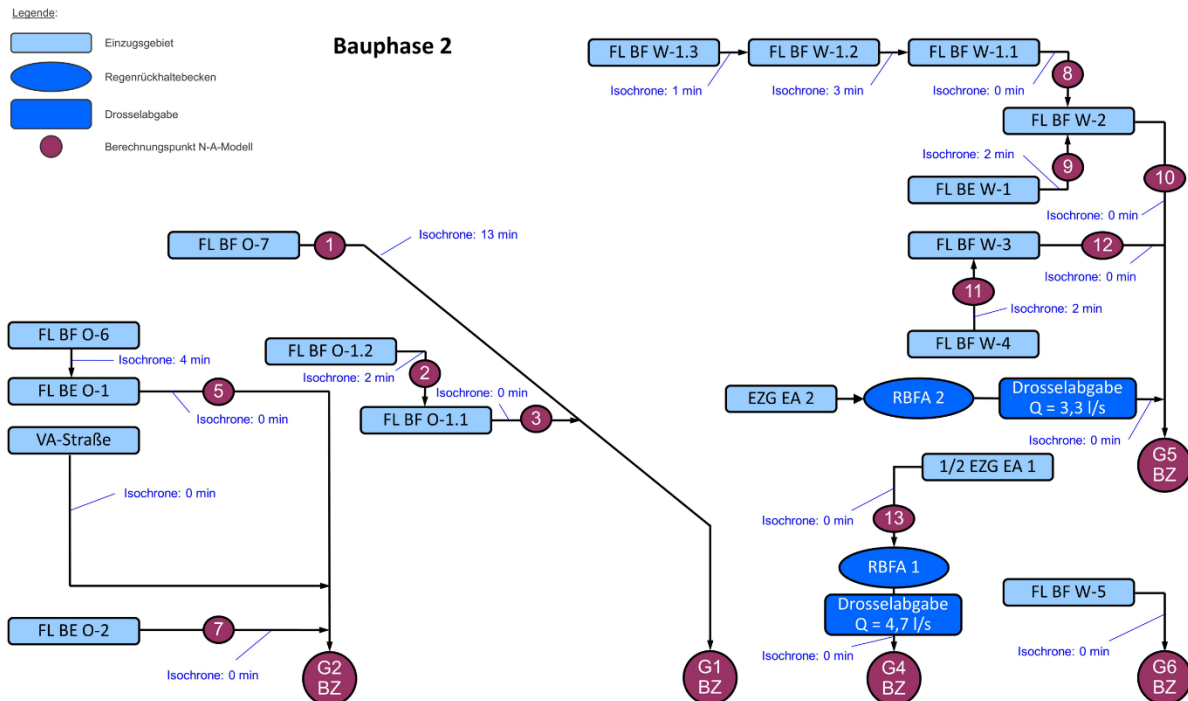 Legende:
Einzugsgebiet
Regenrückhaltebecken
Drosselabgabe
Berechnungspunkt N-A-Modell
Bauphase 2
FL BF W-1.3
FL BF W-1.2
FL BF W-1.1
Isochrone: 1 min
Isochrone: 3 min
Isochrone: 0 min
8
FL BF W-2
Isochrone: 2 min
9
10
FL BE W-1
Isochrone: 0 min
FL BF O-7
1
Isochrone: 13 min
FL BF W-3
12
Isochrone: 0 min
11
Isochrone: 2 min
FL BF W-4
FL BF O-6
Isochrone: 4 min
FL BE O-1
5
Isochrone: 0 min
FL BF O-1.2
Isochrone: 2 min
2
Isochrone: 0 min
FL BF O-1.1
3
EZG EA 2
RBFA 2
Drosselabgabe
Q = 3,3 l/s
Isochrone: 0 min
G5
BZ
VA-Straße
Isochrone: 0 min
1/2 EZG EA 1
Isochrone: 0 min
13
RBFA 1
Drosselabgabe
Q = 4,7 l/s
Isochrone: 0 min
G4
BZ
FL BF W-5
Isochrone: 0 min
G6
BZ
FL BE O-2
7
Isochrone: 0 min
G2
BZ
G1
BZ